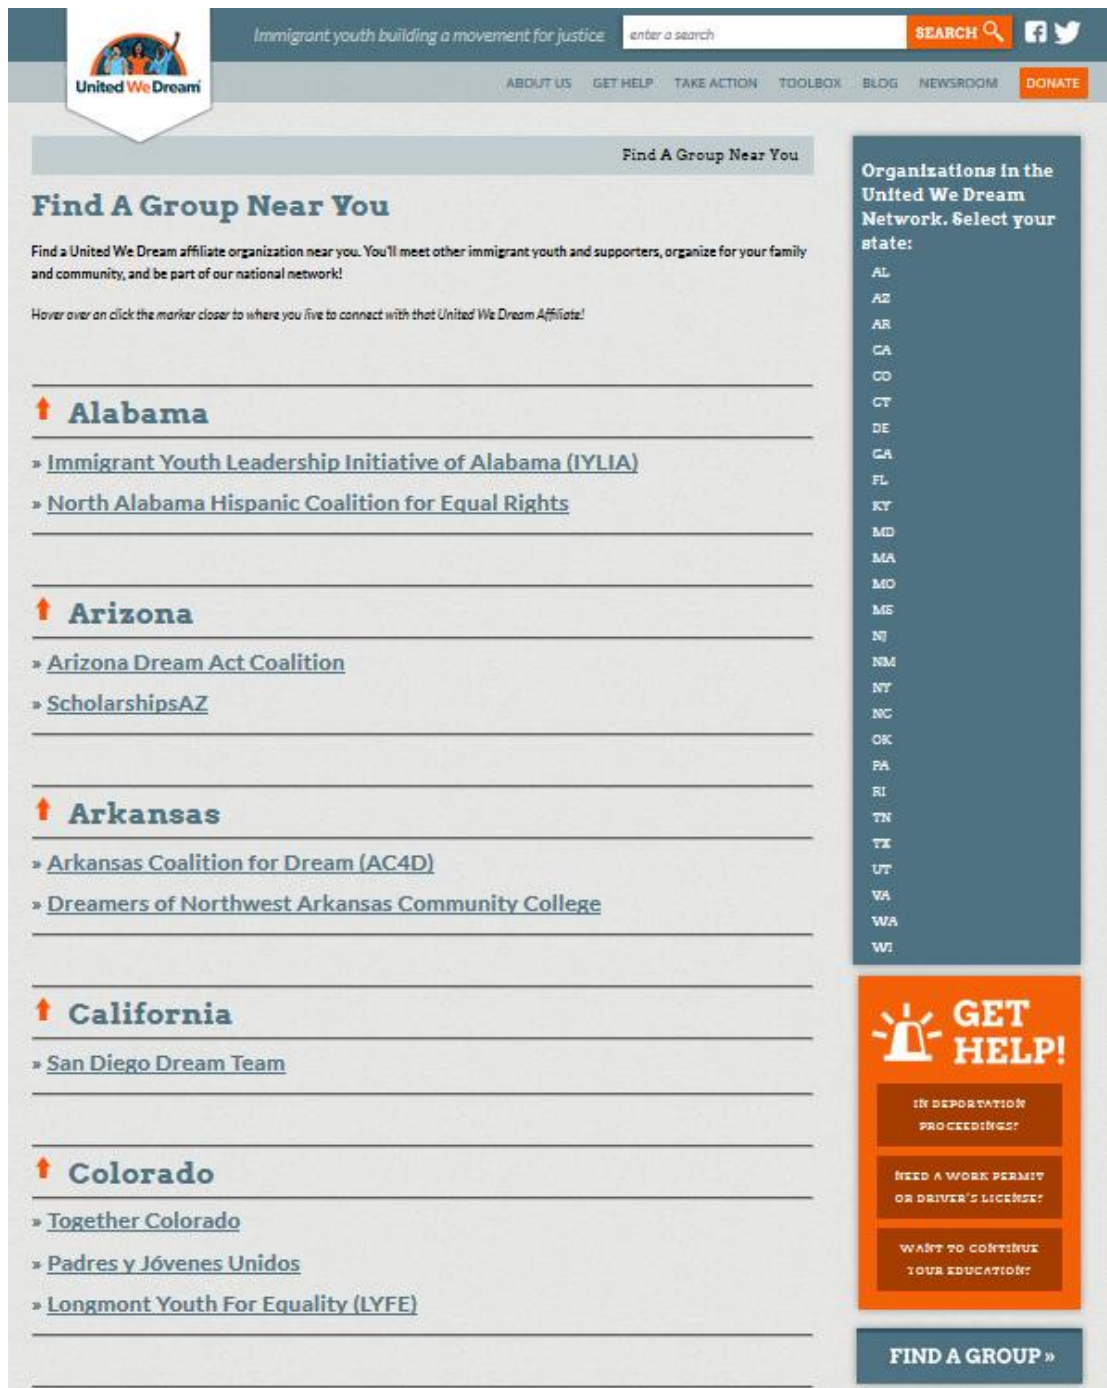 Immigrant youth building a movement for justice
enter a search
SEARCH
United We Dream
ABOUT US GET HELP TAKE ACTION TOOLBOX BLOG NEWSROOM DONATE
Find A Group Near You
Find A Group Near You
Find a United We Dream affiliate organization near you. You'll meet other immigrant youth and supporters, organize for your family
and community, and be part of our national network!
Hover over an click the marker closer to where you live to connect with that United We Dream Affiliate!
Alabama
» Immigrant Youth Leadership Initiative of Alabama (IYLIA)
» North Alabama Hispanic Coalition for Equal Rights
Arizona
» Arizona Dream Act Coalition
» ScholarshipsAZ
Arkansas
» Arkansas Coalition for Dream (AC4D)
» Dreamers of Northwest Arkansas Community College
California
» San Diego Dream Team
Colorado
» Together Colorado
» Padres y Jóvenes Unidos
» Longmont Youth For Equality (LYFE)
Organizations in the
United We Dream
Network. Select your
state:
AL
AZ
AR
CA
CO
CT
DE
GA
FL
KY
MD
MA
MO
MS
NJ
NM
NY
NC
OK
PA
RI
TN
TX
UT
VA
WA
WI
GET
HELP!
IN DEPORTATION
PROCEEDINGS?
NEED A WORK PERMIT
OR DRIVER'S LICENSE?
WANT TO CONTINUE
YOUR EDUCATION?
FIND A GROUP »